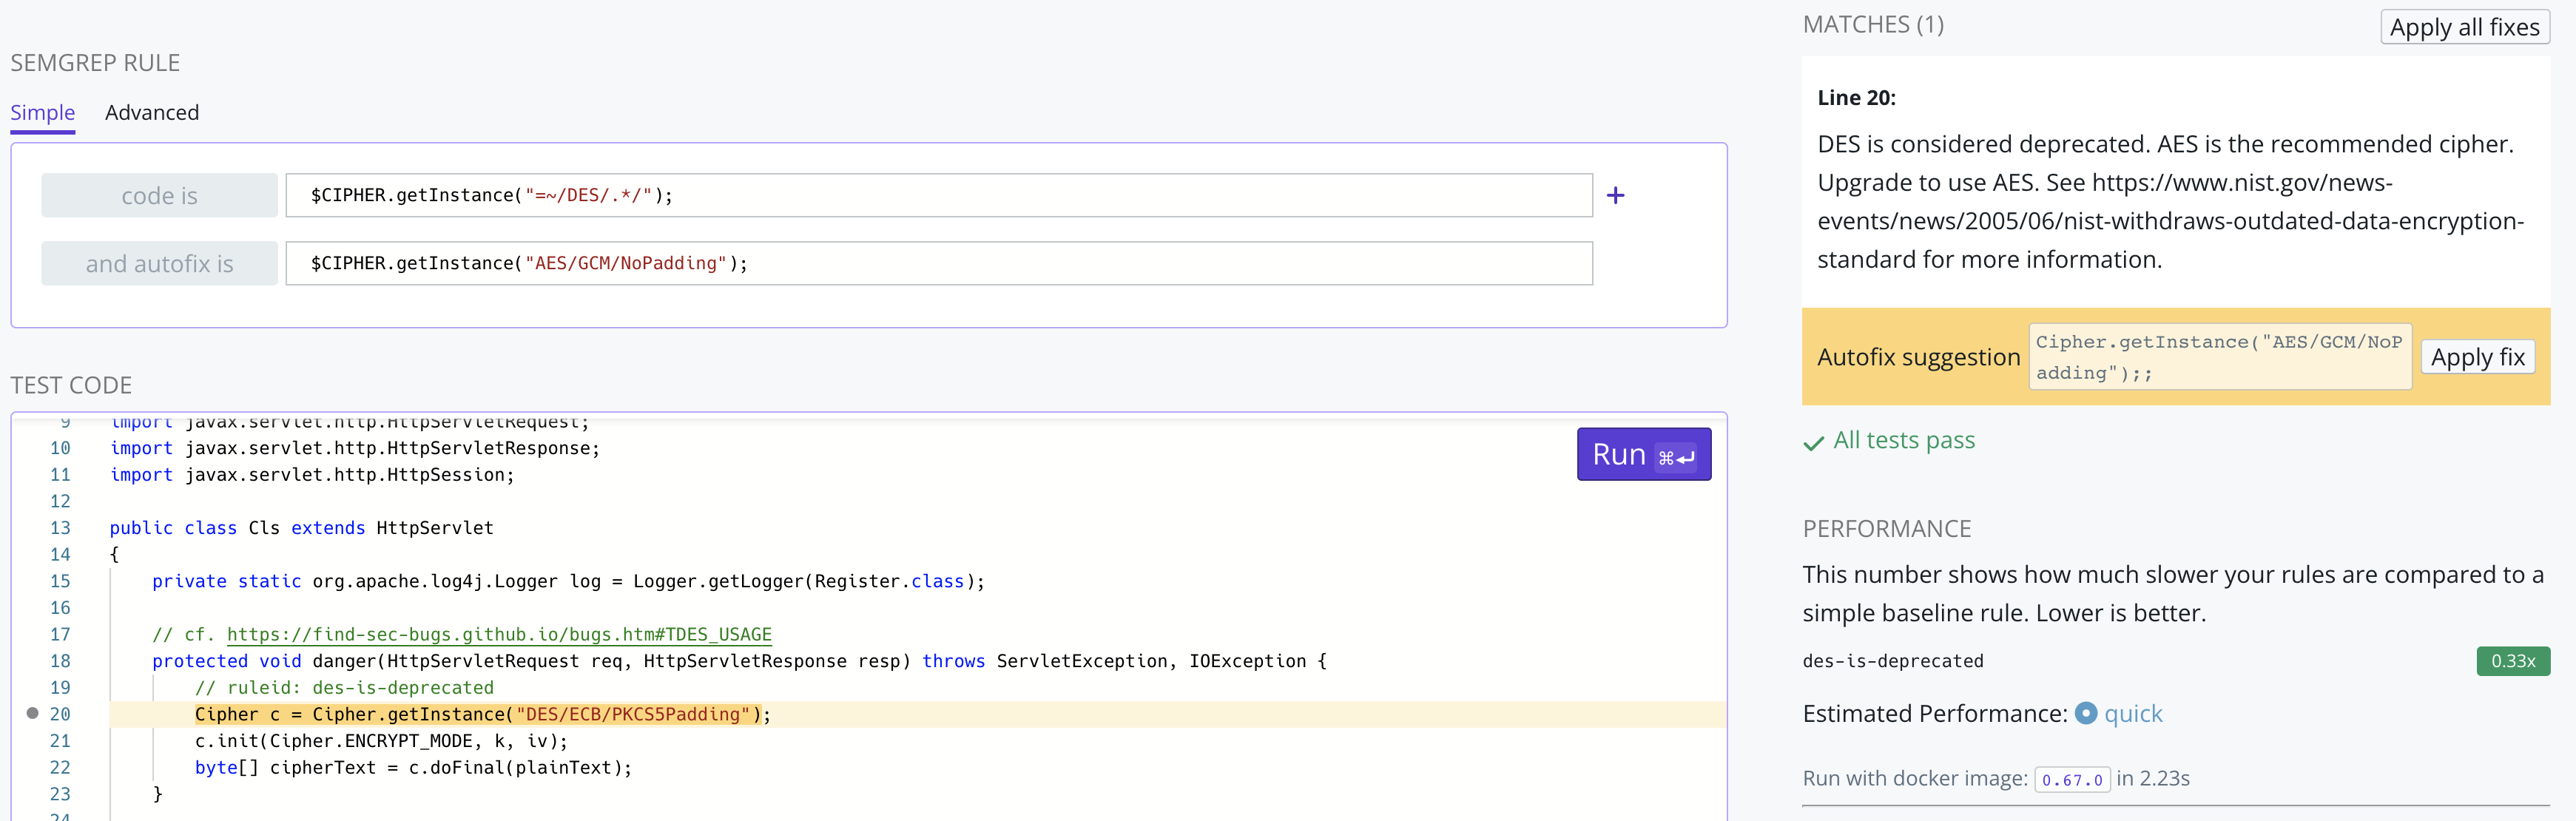 SEMGREP RULE
Simple Advanced
code is $CIPHER.getInstance("=~/DES/.*/"); +
and autofix is $CIPHER.getInstance("AES/GCM/NoPadding");
TEST CODE
9 import javax.servlet.http.HttpServletRequest;
10 import javax.servlet.http.HttpServletResponse;
11 import javax.servlet.http.HttpSession;
12
13 public class Cls extends HttpServlet
14 {
15 private static org.apache.log4j.Logger log = Logger.getLogger(Register.class);
16
17 // cf. https://find-sec-bugs.github.io/bugs.htm#TDES_USAGE
18 protected void danger(HttpServletRequest req, HttpServletResponse resp) throws ServletException, IOException {
19 // ruleid: des-is-deprecated
20 Cipher c = Cipher.getInstance("DES/ECB/PKCS5Padding");
21 c.init(Cipher.ENCRYPT_MODE, k, iv);
22 byte[] cipherText = c.doFinal(plainText);
23 }
24
Run ⌘↵
MATCHES (1)
Apply all fixes
Line 20:
DES is considered deprecated. AES is the recommended cipher.
Upgrade to use AES. See https://www.nist.gov/news-
events/news/2005/06/nist-withdraws-outdated-data-encryption-
standard for more information.
Autofix suggestion
Cipher.getInstance("AES/GCM/NoP
adding");;
Apply fix
All tests pass
PERFORMANCE
This number shows how much slower your rules are compared to a
simple baseline rule. Lower is better.
des-is-deprecated 0.33x
Estimated Performance: quick
Run with docker image: 0.67.0 in 2.23s